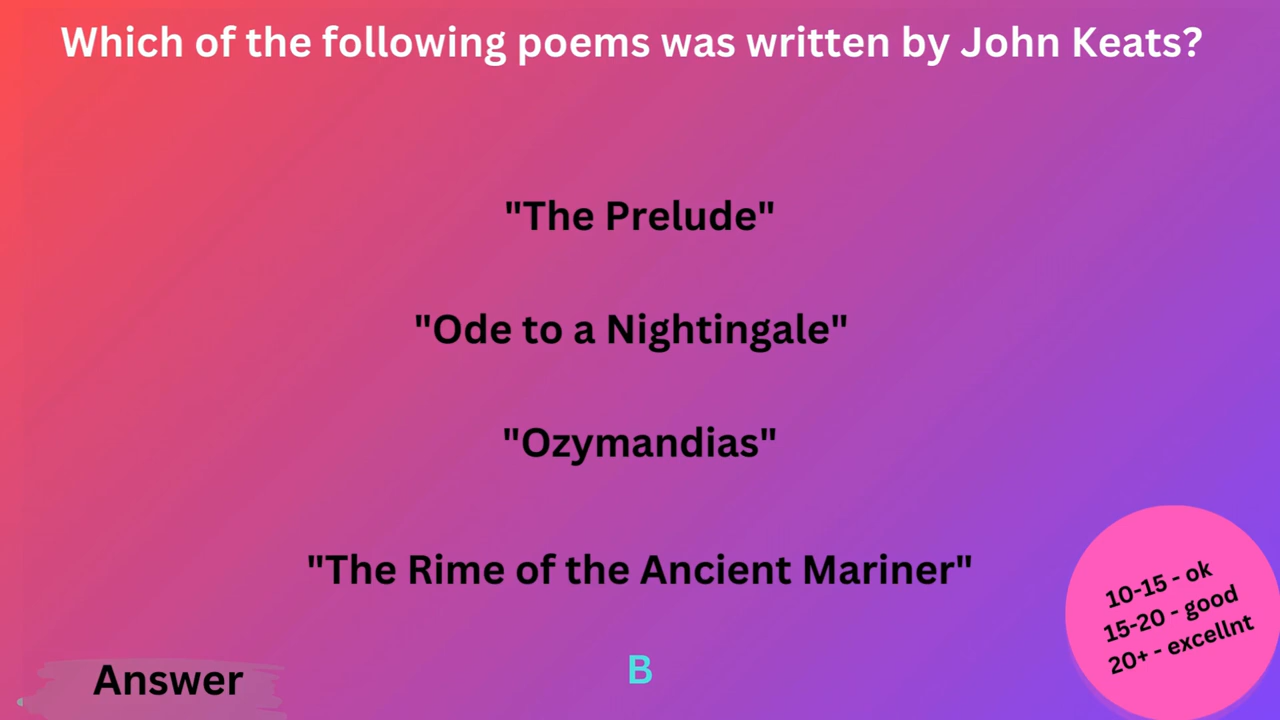 Which of the following poems was written by John Keats?
"The Prelude"
"Ode to a Nightingale"
"Ozymandias"
"The Rime of the Ancient Mariner"
10-15 - ok
15-20 - good
20+ - excellnt
Answer
B